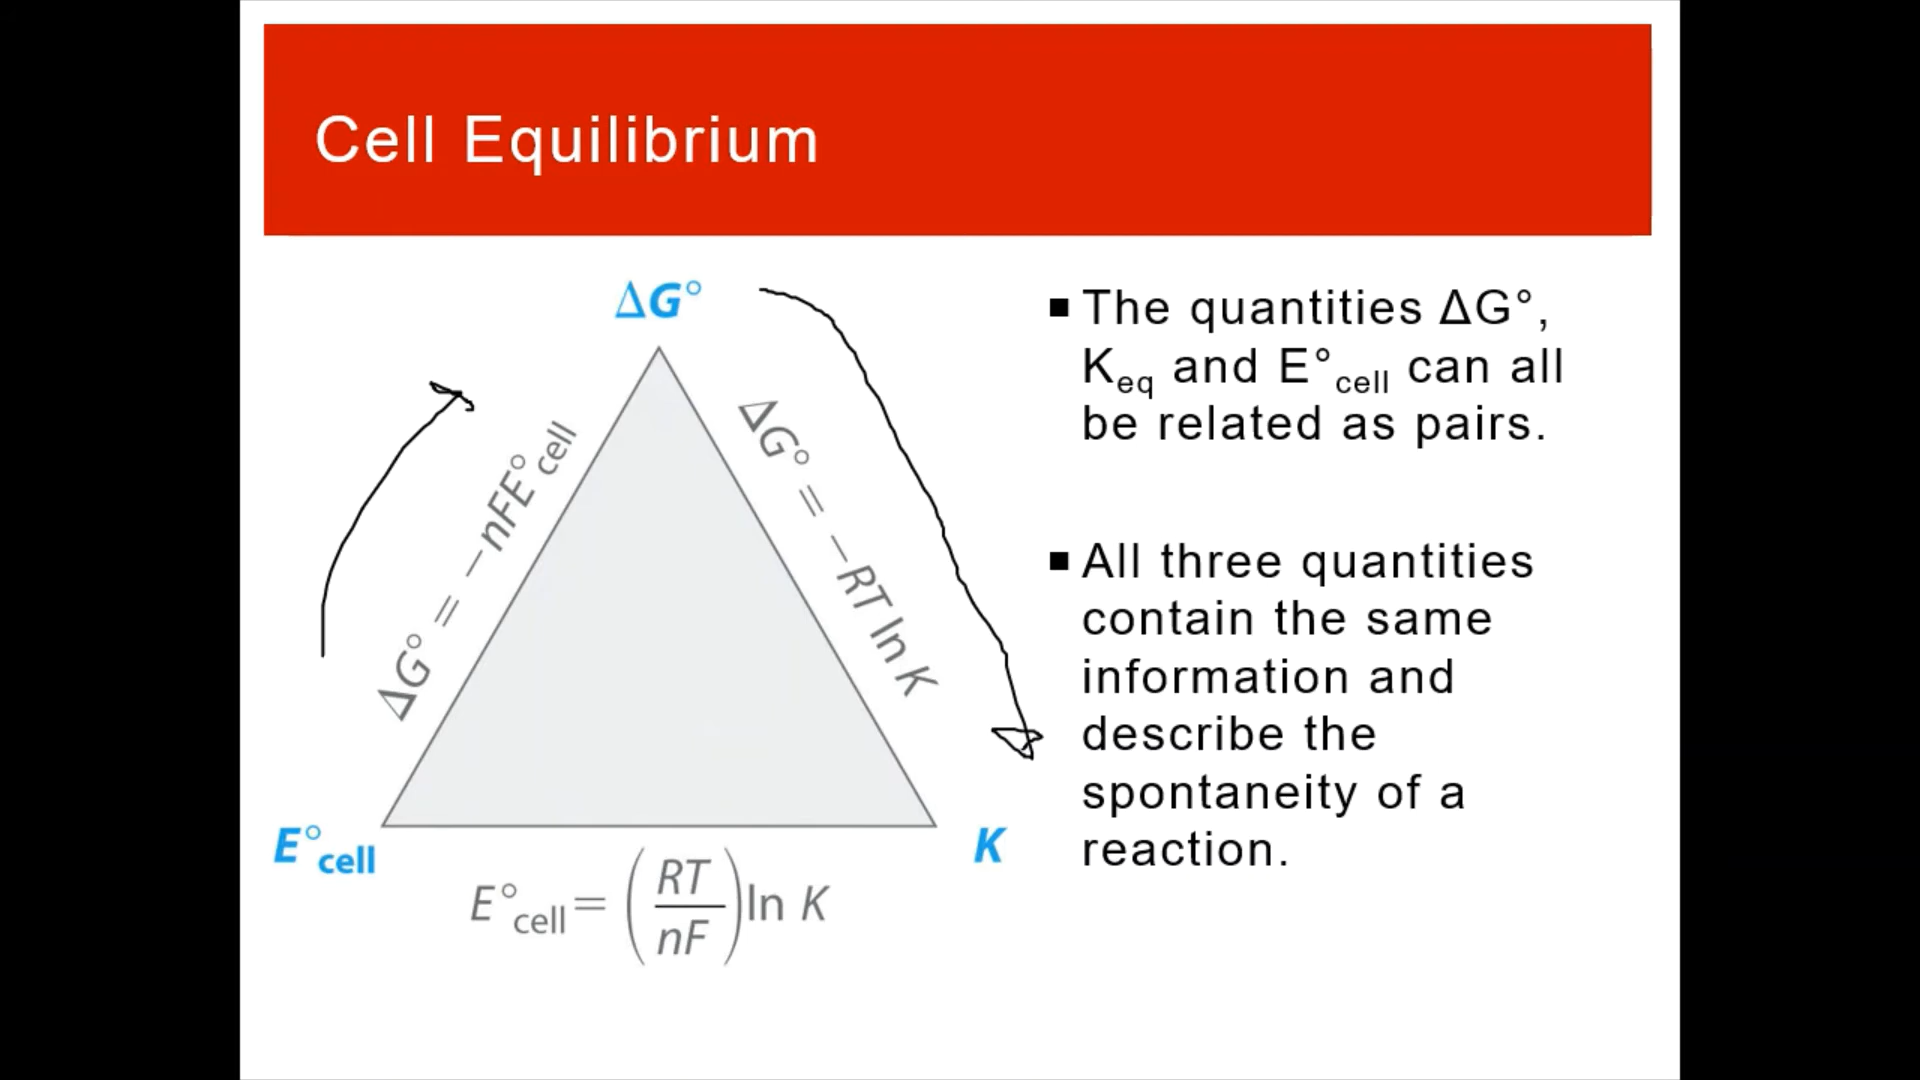 Cell Equilibrium
ΔG°
ΔG° = −nFE°cell
ΔG° = −RT ln K
E°cell
K
E°cell = (RT/nF) ln K
▪ The quantities ΔG°,
Keq and E°cell can all
be related as pairs.
▪ All three quantities
contain the same
information and
describe the
spontaneity of a
reaction.